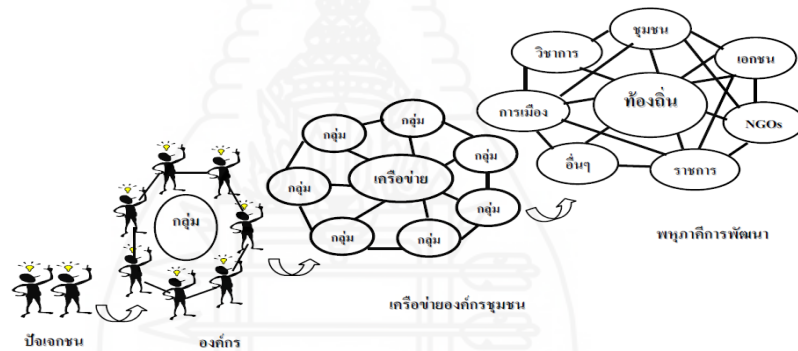 ชุมชน
วิชาการ
เอกชน
ท้องถิ่น
การเมือง
NGOs
อื่นๆ
ราชการ
พหุภาคีการพัฒนา
กลุ่ม
กลุ่ม
กลุ่ม
เครือข่าย
กลุ่ม
กลุ่ม
กลุ่ม
กลุ่ม
เครือข่ายองค์กรชุมชน
กลุ่ม
องค์กร
ปัจเจกชน